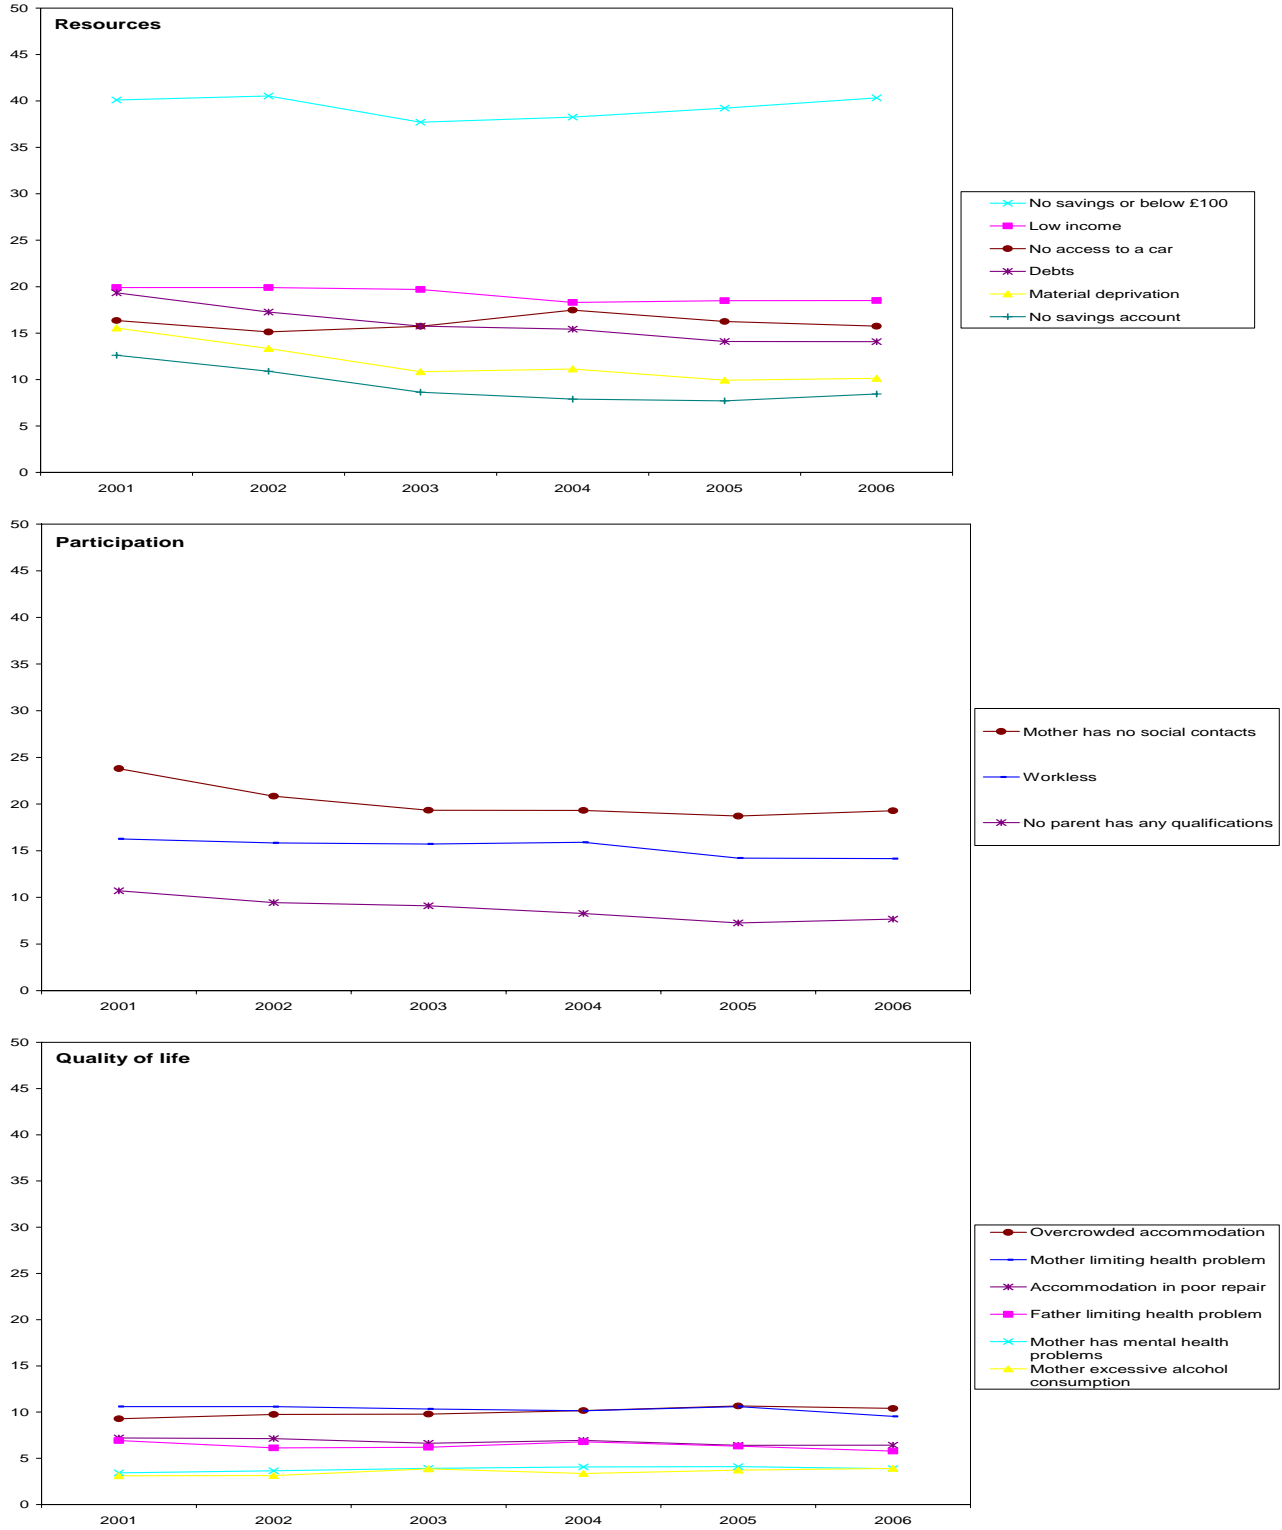 50
Resources
45
40
35
30
25
20
15
10
5
0
2001 2002 2003 2004 2005 2006
No savings or below £100
Low income
No access to a car
Debts
Material deprivation
No savings account
50
Participation
45
40
35
30
25
20
15
10
5
0
2001 2002 2003 2004 2005 2006
Mother has no social contacts
Workless
No parent has any qualifications
50
Quality of life
45
40
35
30
25
20
15
10
5
0
2001 2002 2003 2004 2005 2006
Overcrowded accommodation
Mother limiting health problem
Accommodation in poor repair
Father limiting health problem
Mother has mental health
problems
Mother excessive alcohol
consumption